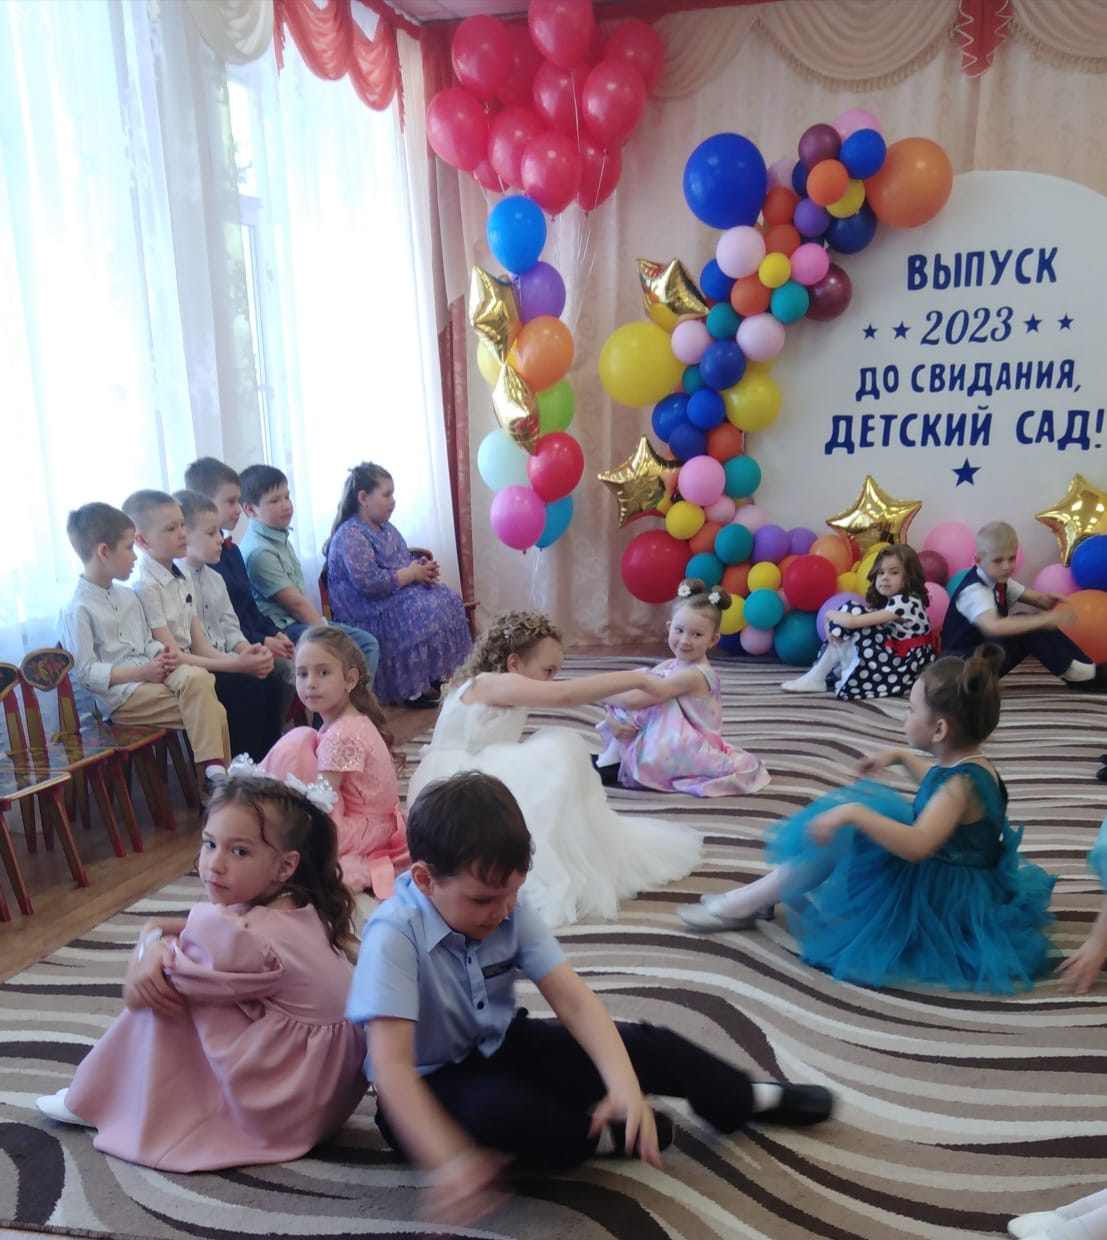 ВЫПУСК
★ ★ 2023 ★ ★
ДО СВИДАНИЯ,
ДЕТСКИЙ САД!
★